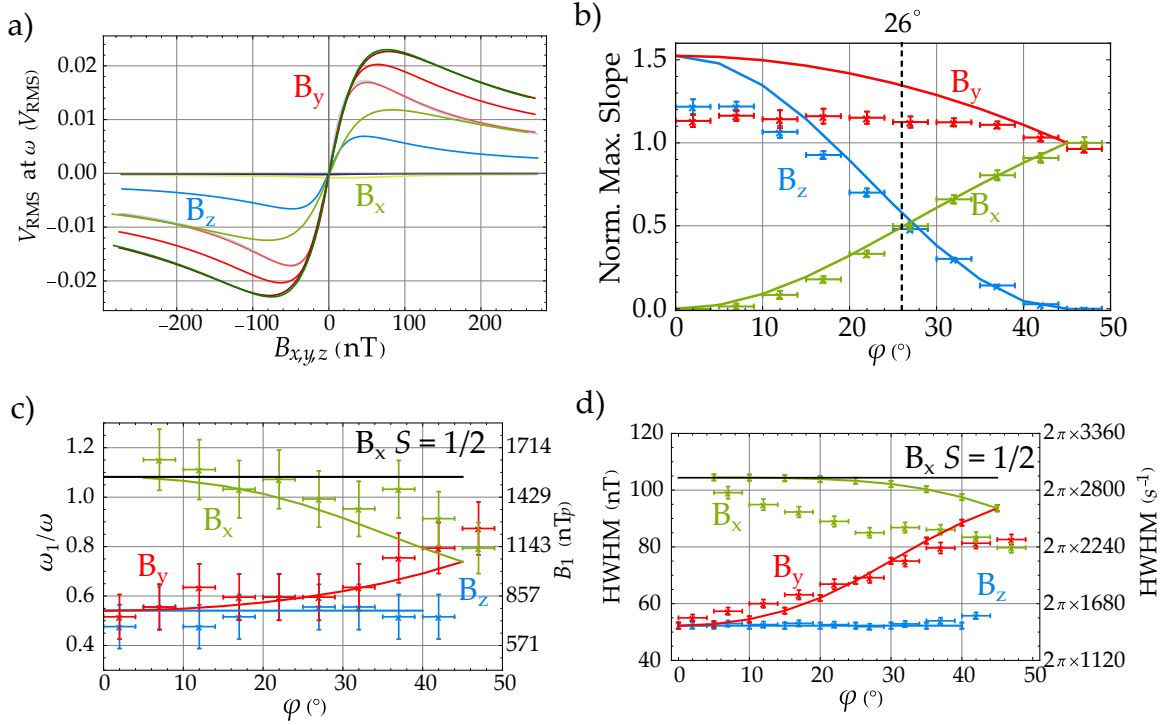 a)
V_RMS at ω (V_RMS)
0.02
0.01
0.00
−0.01
−0.02
B_y
B_x
B_z
−200 −100 0 100 200
B_x,y,z (nT)
b)
26°
Norm. Max. Slope
1.5
1.0
0.5
0.0
B_y
B_z
B_x
0 10 20 30 40 50
φ (°)
c)
B_x S = 1/2
ω_1/ω
1.2
1.0
0.8
0.6
0.4
B_x
B_y
B_z
1714
1429
1143
857
571
B_1 (nT_p)
0 10 20 30 40 50
φ (°)
d)
B_x S = 1/2
HWHM (nT)
120
100
80
60
40
B_x
B_y
B_z
2π×3360
2π×2800
2π×2240
2π×1680
2π×1120
HWHM (s⁻¹)
0 10 20 30 40 50
φ (°)